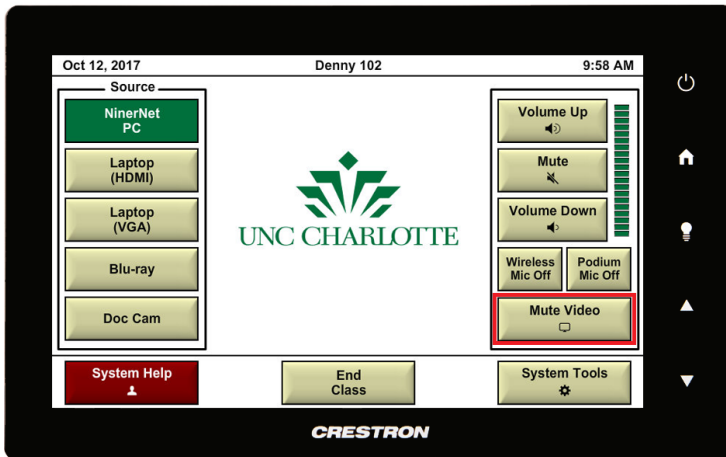 Oct 12, 2017 Denny 102 9:58 AM
Source
NinerNet
PC
Laptop
(HDMI)
Laptop
(VGA)
Blu-ray
Doc Cam
UNC CHARLOTTE
Volume Up
Mute
Volume Down
Wireless
Mic Off
Podium
Mic Off
Mute Video
System Help
End
Class
System Tools
CRESTRON